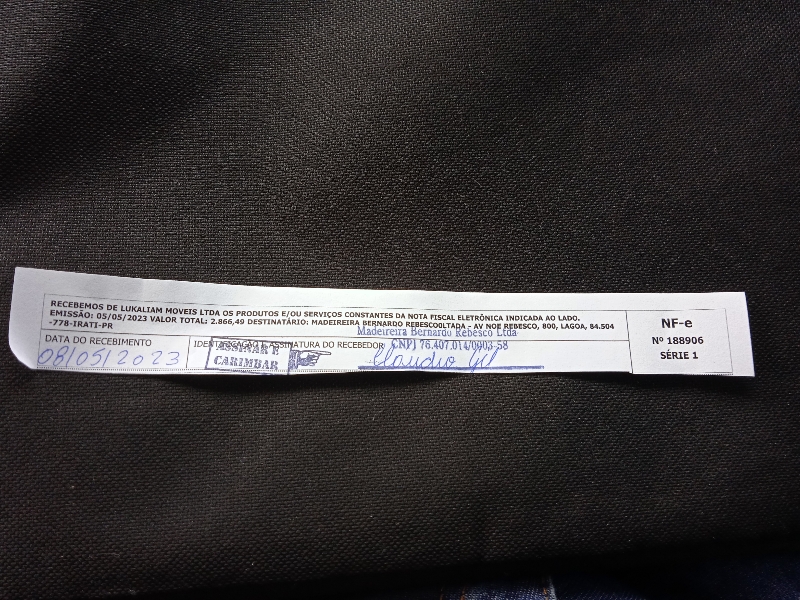 RECEBEMOS DE LUKALIAM MOVEIS LTDA OS PRODUTOS E/OU SERVIÇOS CONSTANTES DA NOTA FISCAL ELETRÔNICA INDICADA AO LADO.
EMISSÃO: 05/05/2023 VALOR TOTAL: 2.866,49 DESTINATÁRIO: MADEIREIRA BERNARDO REBESCOOLTADA - AV NOE REBESCO, 800, LAGOA, 84.504
-778-IRATI-PR
Madeireira Bernardo Rebesco Ltda
DATA DO RECEBIMENTO
08/05/2023
IDENTIFICAÇÃO E ASSINATURA DO RECEBEDOR
ASSINAR E
CARIMBAR
CNPJ 76.407.014/0003-58
Claudio
NF-e
Nº 188906
SÉRIE 1